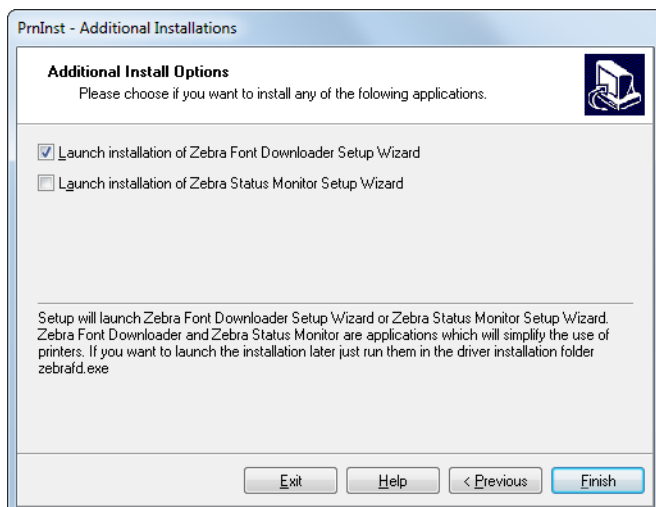 PrnInst - Additional Installations
Additional Install Options
Please choose if you want to install any of the folowing applications.
Launch installation of Zebra Font Downloader Setup Wizard
Launch installation of Zebra Status Monitor Setup Wizard
Setup will launch Zebra Font Downloader Setup Wizard or Zebra Status Monitor Setup Wizard.
Zebra Font Downloader and Zebra Status Monitor are applications which will simplify the use of
printers. If you want to launch the installation later just run them in the driver installation folder
zebrafd.exe
Exit Help < Previous Finish